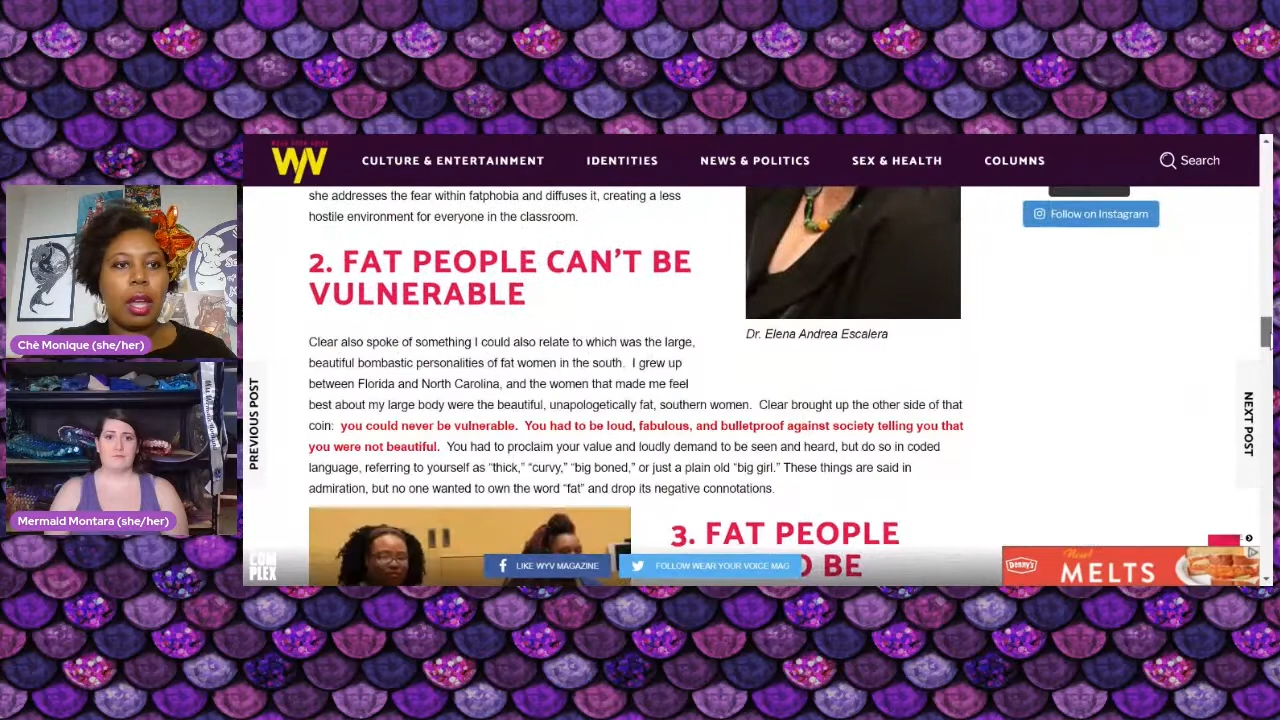 WYV
CULTURE & ENTERTAINMENT
IDENTITIES
NEWS & POLITICS
SEX & HEALTH
COLUMNS
Search
she addresses the fear within fatphobia and diffuses it, creating a less
hostile environment for everyone in the classroom.
Follow on Instagram
2. FAT PEOPLE CAN'T BE
VULNERABLE
Dr. Elena Andrea Escalera
Clear also spoke of something I could also relate to which was the large,
beautiful bombastic personalities of fat women in the south. I grew up
between Florida and North Carolina, and the women that made me feel
best about my large body were the beautiful, unapologetically fat, southern women. Clear brought up the other side of that
coin: you could never be vulnerable. You had to be loud, fabulous, and bulletproof against society telling you that
you were not beautiful. You had to proclaim your value and loudly demand to be seen and heard, but do so in coded
language, referring to yourself as "thick," "curvy," "big boned," or just a plain old "big girl." These things are said in
admiration, but no one wanted to own the word "fat" and drop its negative connotations.
3. FAT PEOPLE
O BE
PREVIOUS POST
NEXT POST
COM
PLEX
LIKE WYV MAGAZINE
FOLLOW WEAR YOUR VOICE MAG
Denny's
New!
MELTS
Chè Monique (she/her)
Mermaid Montara (she/her)